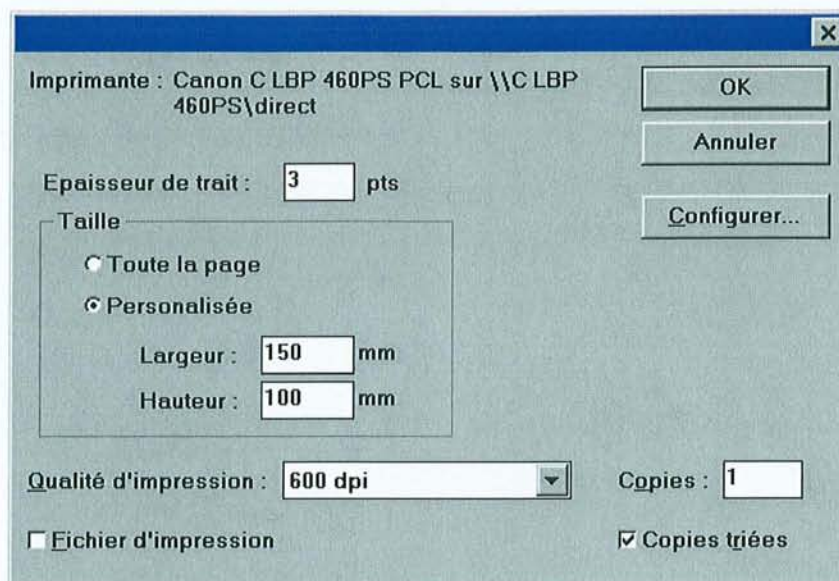 Imprimante : Canon C LBP 460PS PCL sur \\C LBP
460PS\direct
OK
Annuler
Configurer...
Epaisseur de trait : 3 pts
Taille
Toute la page
Personalisée
Largeur : 150 mm
Hauteur : 100 mm
Qualité d'impression : 600 dpi
Copies : 1
Fichier d'impression
Copies triées